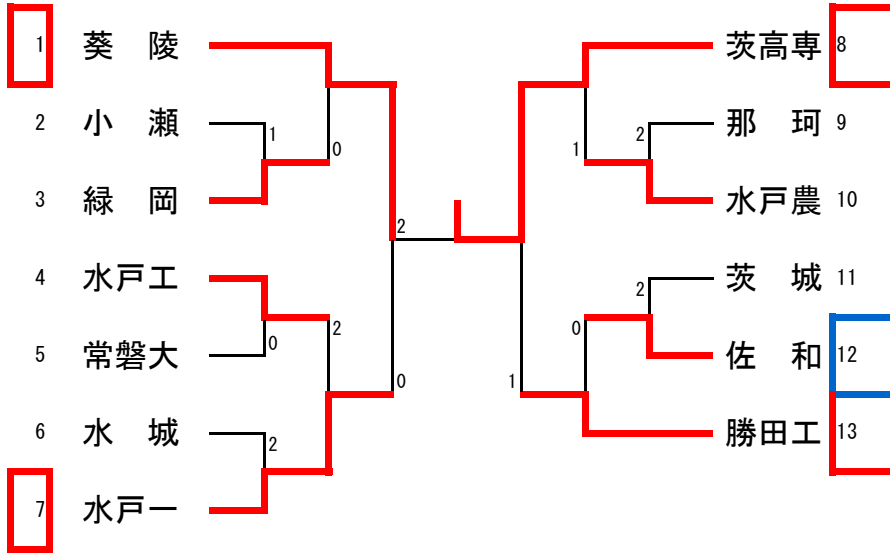 1 葵 陵
2 小 瀬
1
0
3 緑 岡
2
4 水戸工
2
5 常磐大
0
0
6 水 城
2
7 水戸一
茨高専 8
2
那 珂 9
1
水戸農 10
茨 城 11
2
0
佐 和 12
1
勝田工 13